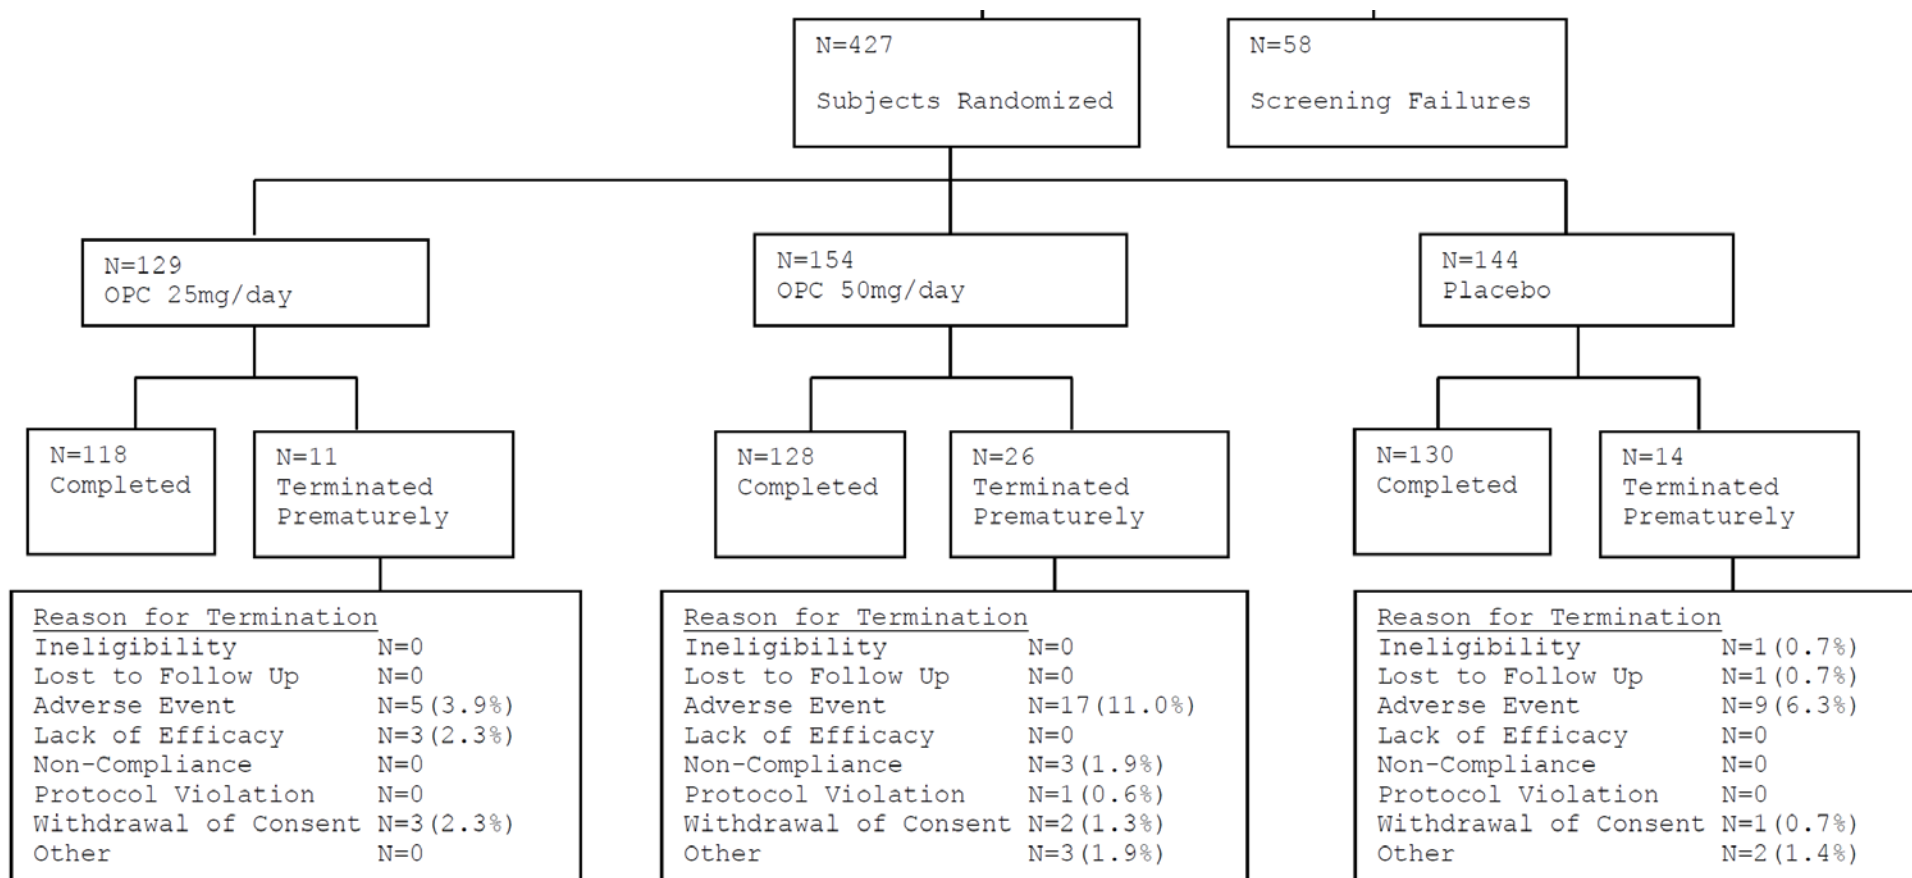 N=427
Subjects Randomized
N=58
Screening Failures
N=129
OPC 25mg/day
N=154
OPC 50mg/day
N=144
Placebo
N=118
Completed
N=11
Terminated
Prematurely
N=128
Completed
N=26
Terminated
Prematurely
N=130
Completed
N=14
Terminated
Prematurely
Reason for Termination
Ineligibility N=0
Lost to Follow Up N=0
Adverse Event N=5(3.9%)
Lack of Efficacy N=3(2.3%)
Non-Compliance N=0
Protocol Violation N=0
Withdrawal of Consent N=3(2.3%)
Other N=0
Reason for Termination
Ineligibility N=0
Lost to Follow Up N=0
Adverse Event N=17(11.0%)
Lack of Efficacy N=0
Non-Compliance N=3(1.9%)
Protocol Violation N=1(0.6%)
Withdrawal of Consent N=2(1.3%)
Other N=3(1.9%)
Reason for Termination
Ineligibility N=1(0.7%)
Lost to Follow Up N=1(0.7%)
Adverse Event N=9(6.3%)
Lack of Efficacy N=0
Non-Compliance N=0
Protocol Violation N=0
Withdrawal of Consent N=1(0.7%)
Other N=2(1.4%)